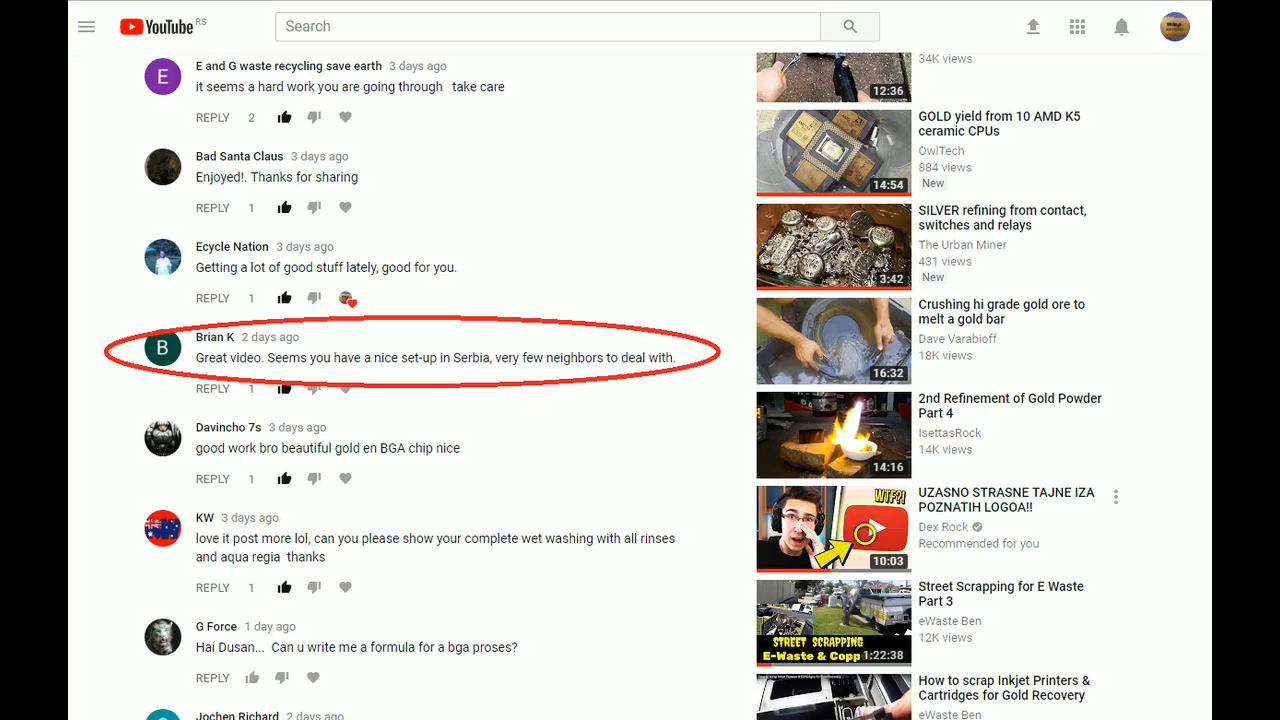 YouTube RS
Search
E and G waste recycling save earth 3 days ago
it seems a hard work you are going through take care
REPLY 2
Bad Santa Claus 3 days ago
Enjoyed!. Thanks for sharing
REPLY 1
Ecycle Nation 3 days ago
Getting a lot of good stuff lately, good for you.
REPLY 1
B
Brian K 2 days ago
Great video. Seems you have a nice set-up in Serbia, very few neighbors to deal with.
REPLY 1
Davincho 7s 3 days ago
good work bro beautiful gold en BGA chip nice
REPLY
KW 3 days ago
love it post more lol, can you please show your complete wet washing with all rinses
and aqua regia thanks
REPLY 1
G Force 1 day ago
Hai Dusan... Can u write me a formula for a bga proses?
REPLY
Jochen Richard 2 days ago
E
34K views
12:36
GOLD yield from 10 AMD K5
ceramic CPUs
OwlTech
884 views
New
14:54
SILVER refining from contact,
switches and relays
The Urban Miner
431 views
New
3:42
Crushing hi grade gold ore to
melt a gold bar
Dave Varabioff
18K views
16:32
2nd Refinement of Gold Powder
Part 4
IsettasRock
14K views
14:16
WTF?!
UZASNO STRASNE TAJNE IZA
POZNATIH LOGOA!!
Dex Rock
Recommended for you
10:03
Street Scrapping for E Waste
Part 3
eWaste Ben
12K views
STREET SCRAPPING
E-Waste & Copp
1:22:38
How to scrap Inkjet Printers &
Cartridges for Gold Recovery
eWaste Ben